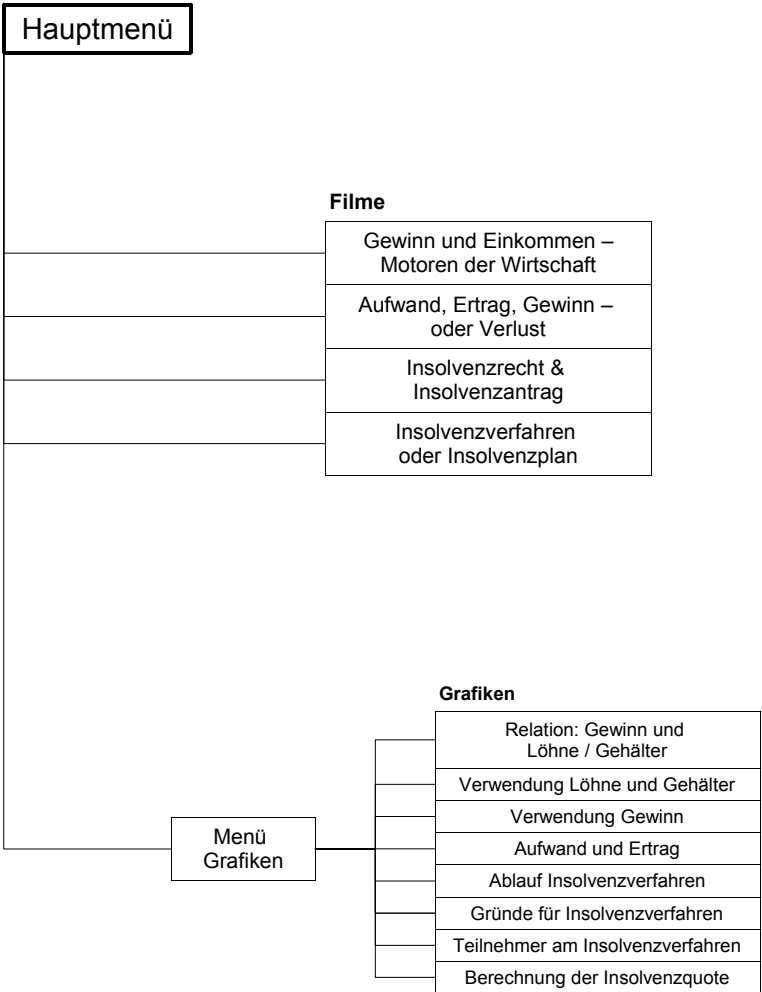 Hauptmenü
Filme
Gewinn und Einkommen –
Motoren der Wirtschaft
Aufwand, Ertrag, Gewinn –
oder Verlust
Insolvenzrecht &
Insolvenzantrag
Insolvenzverfahren
oder Insolvenzplan
Grafiken
Relation: Gewinn und
Löhne / Gehälter
Verwendung Löhne und Gehälter
Verwendung Gewinn
Menü
Grafiken
Aufwand und Ertrag
Ablauf Insolvenzverfahren
Gründe für Insolvenzverfahren
Teilnehmer am Insolvenzverfahren
Berechnung der Insolvenzquote